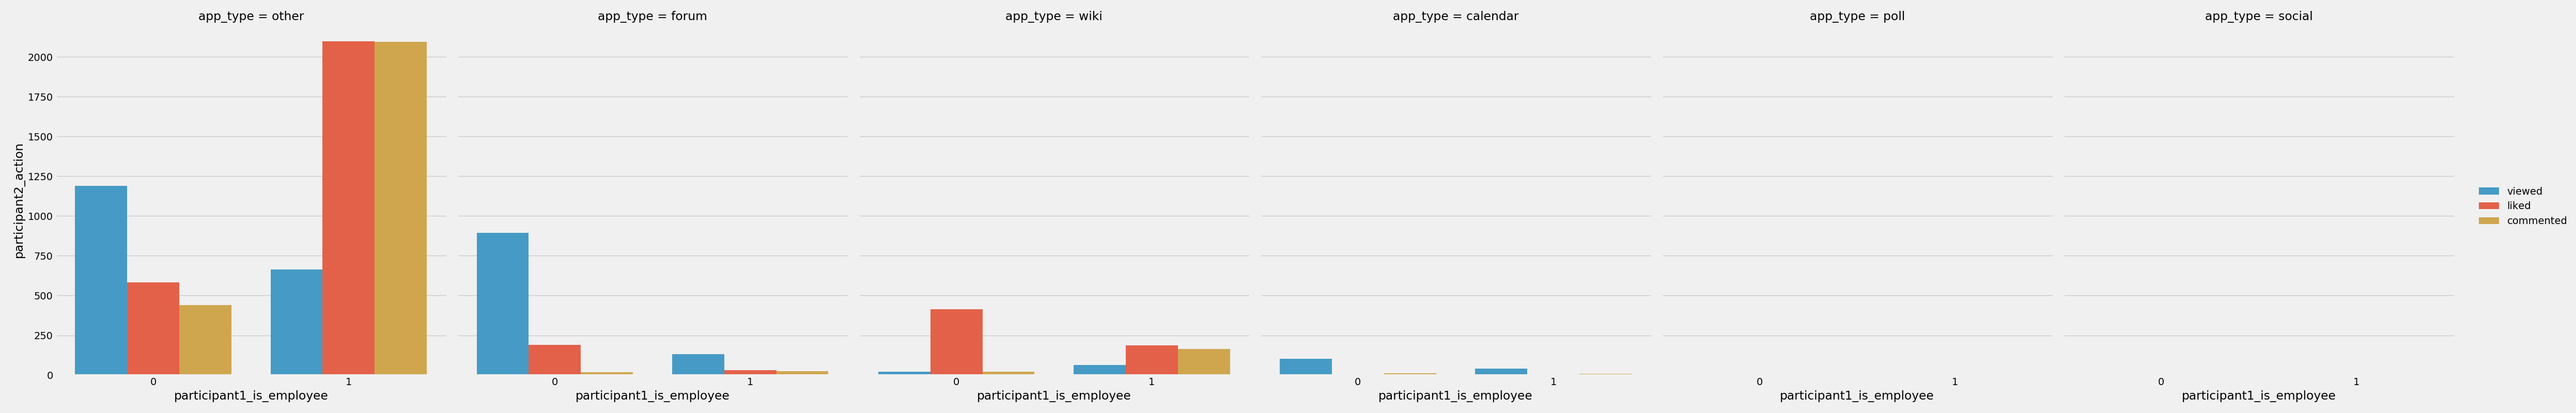 app_type = other
app_type = forum
app_type = wiki
app_type = calendar
app_type = poll
app_type = social
participant2_action
2000
1750
1500
1250
1000
750
500
250
0
0 1
0 1
0 1
0 1
0 1
0 1
participant1_is_employee
participant1_is_employee
participant1_is_employee
participant1_is_employee
participant1_is_employee
participant1_is_employee
viewed
liked
commented